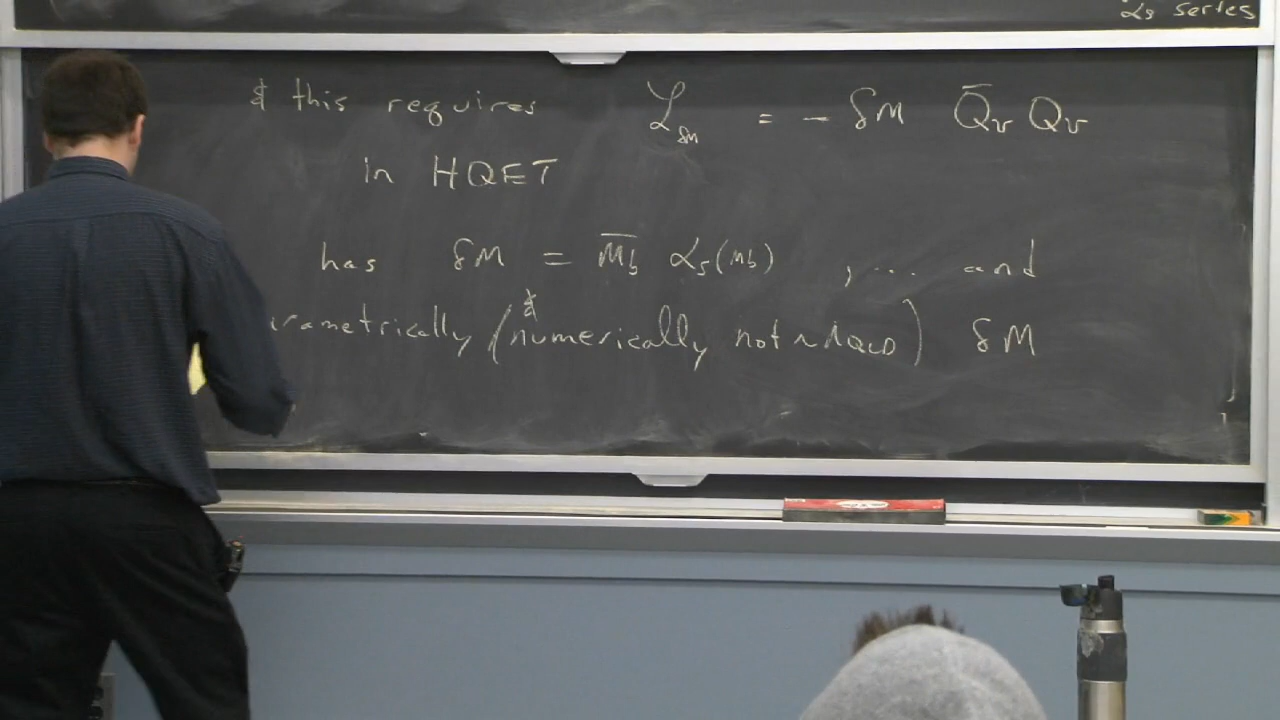 αs series
& this requires ℒδm = - δm Q̄v Qv
in HQET
has δm = m̄b αs(mb) , ... and
rametrically (& numerically not ~ ΛQCD) δm